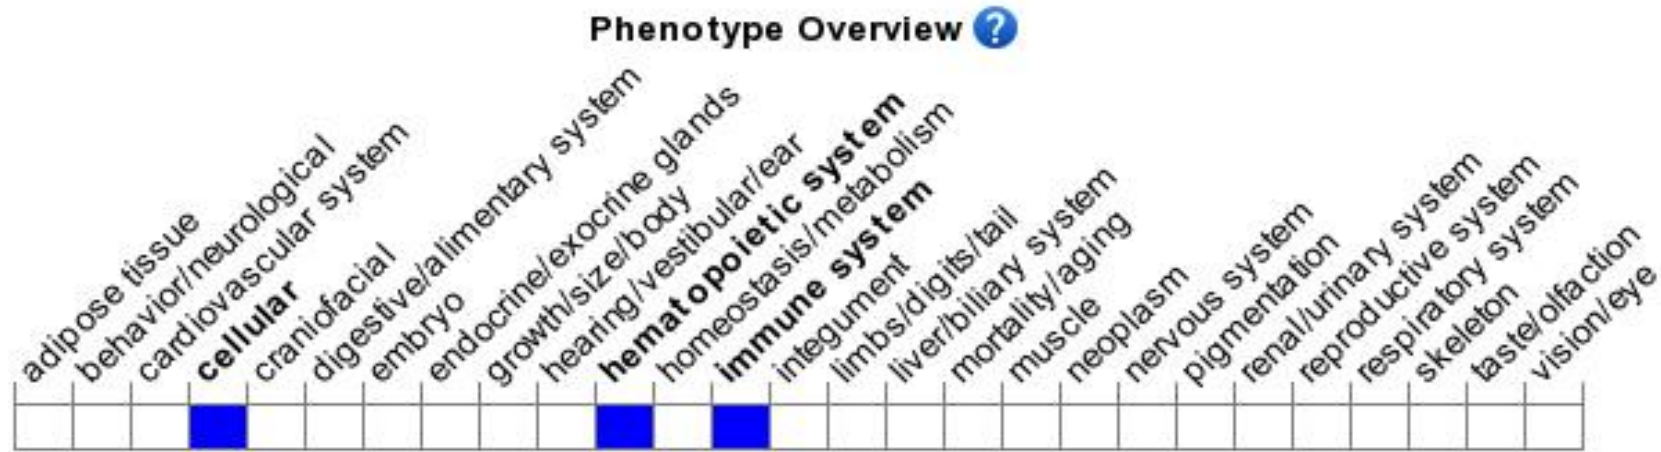 Phenotype Overview ?
adipose tissue
behavior/neurological
cardiovascular system
cellular
craniofacial
digestive/alimentary system
embryo
endocrine/exocrine glands
growth/size/body
hearing/vestibular/ear
hematopoietic system
homeostasis/metabolism
immune system
integument
limbs/digits/tail
liver/biliary system
mortality/aging
muscle
neoplasm
nervous system
pigmentation
renal/urinary system
reproductive system
respiratory system
skeleton
taste/olfaction
vision/eye